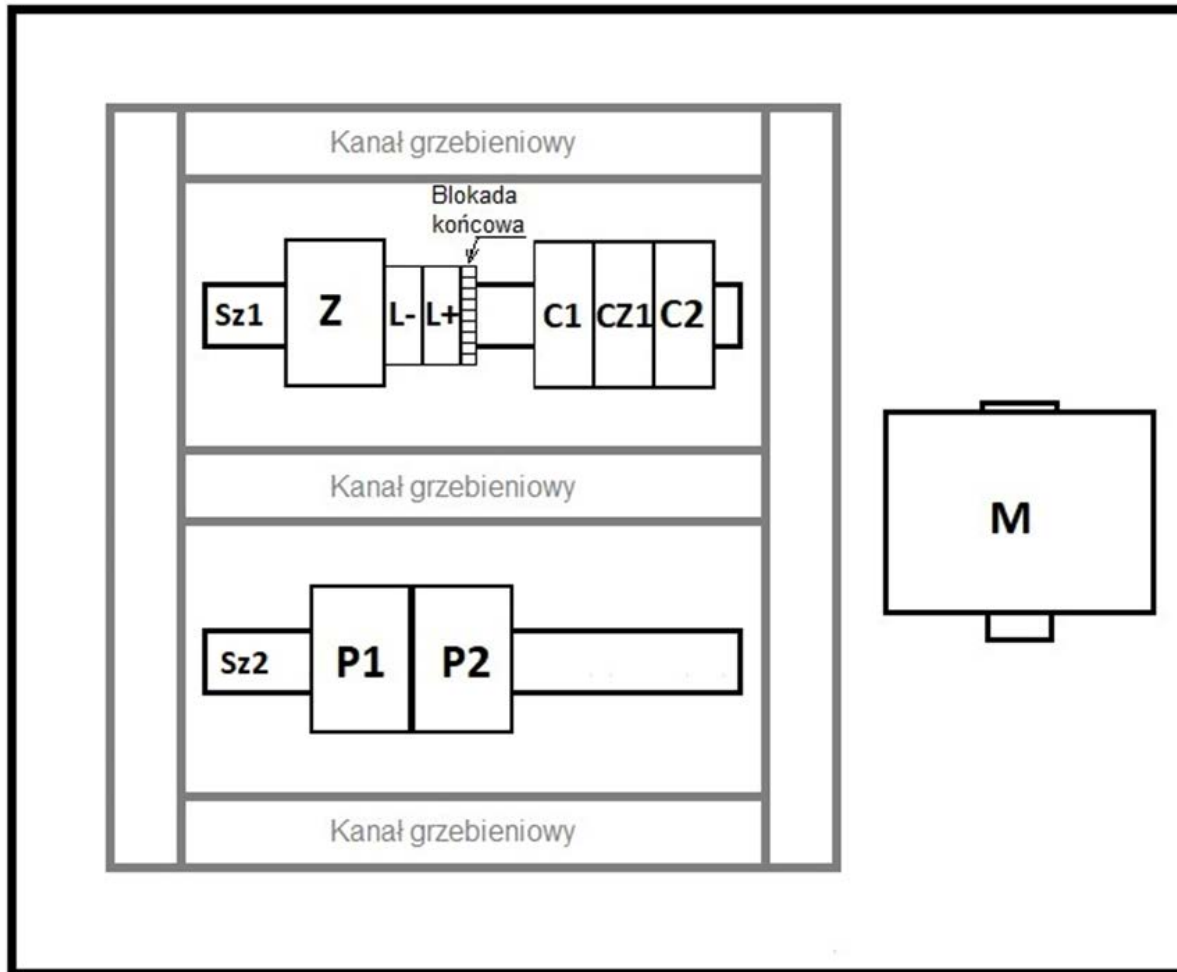 Kanał grzebieniowy
Blokada
końcowa
Sz1 Z L- L+ C1 CZ1 C2
Kanał grzebieniowy
M
Sz2 P1 P2
Kanał grzebieniowy